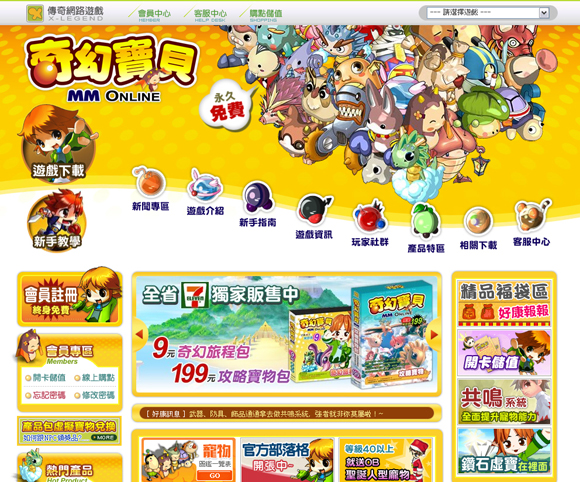 傳奇網路遊戲
X-LEGEND
會員中心
MEMBER
客服中心
HELP DESK
購點儲值
SHOPPING
--- 請選擇遊戲 ---
奇幻寶貝
MM ONLINE
永久
免費
遊戲下載
新手教學
新聞專區
遊戲介紹
新手指南
遊戲資訊
玩家社群
產品特區
相關下載
客服中心
會員註冊
終身免費
會員專區
Members
開卡儲值
線上購點
忘記密碼
修改密碼
產品包虛擬寶物兌換
如何跟NPC領獎品?
MORE
熱門產品
Hot Product
全省 7 ELEVEN 獨家販售中
9元 奇幻旅程包
199元 攻略寶物包
奇幻寶貝
MM ONLINE
199
攻略寶物
[ 好康訊息 ] 武器、防具、飾品通通拿去做共鳴系統,強者就非你莫屬啦!~
寵物
圖鑑一覽表
GO
官方部落格
開張中~
等級40以上
就送OB
聖誕人型寵物
精品福袋區
好康報報
開卡儲值
共鳴系統
全面提升寵物能力
鑽石虛寶在裡面